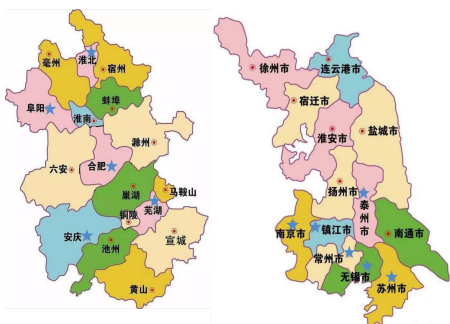 亳州
淮北
宿州
阜阳
蚌埠
淮南
滁州
六安
合肥
巢湖
马鞍山
芜湖
铜陵
安庆
池州
宣城
黄山
徐州市
连云港市
宿迁市
淮安市
盐城市
扬州市
泰
州
市
南京市
镇江市
南通市
常州市
无锡市
苏州市